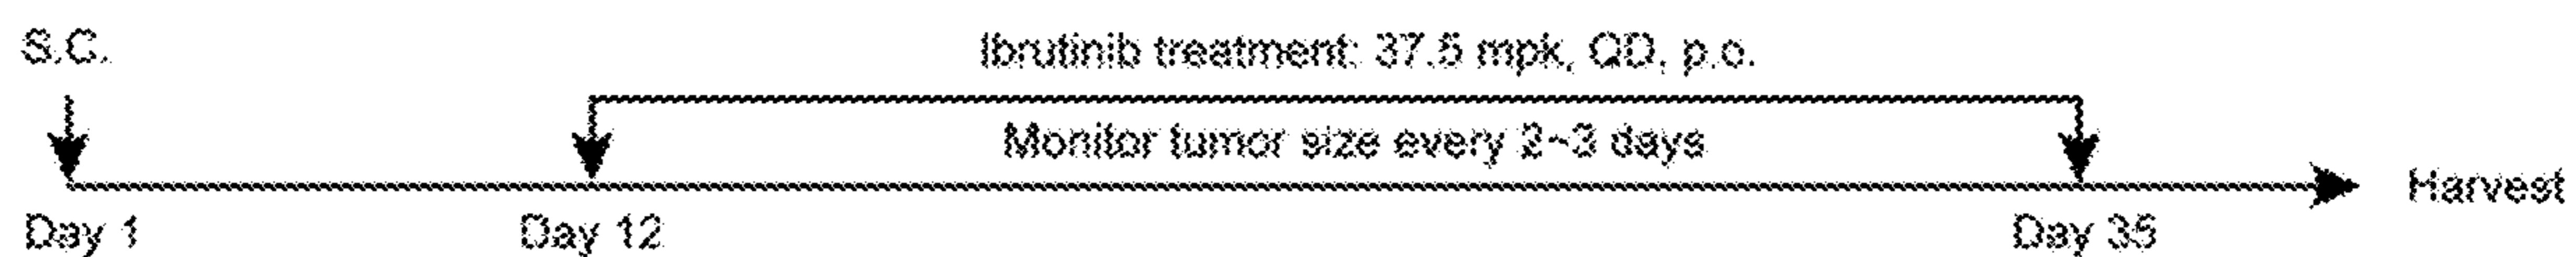 S.C.
Ibrutinib treatment: 37.5 mpk, QD, p.o.
Monitor tumor size every 2~3 days
Harvest
Day 1
Day 12
Day 35